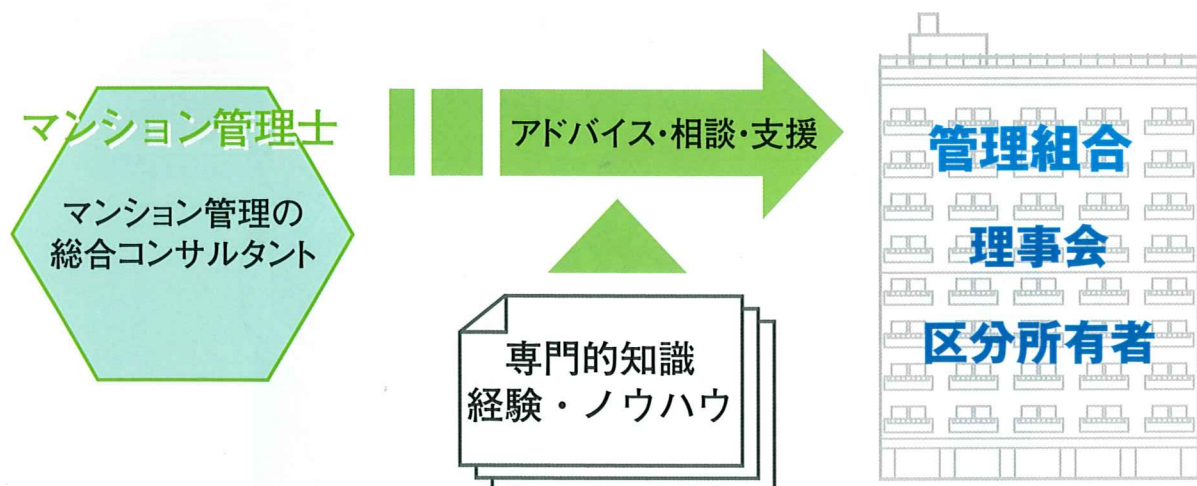 マンション管理士
マンション管理の
総合コンサルタント
アドバイス・相談・支援
専門的知識
経験・ノウハウ
管理組合
理事会
区分所有者